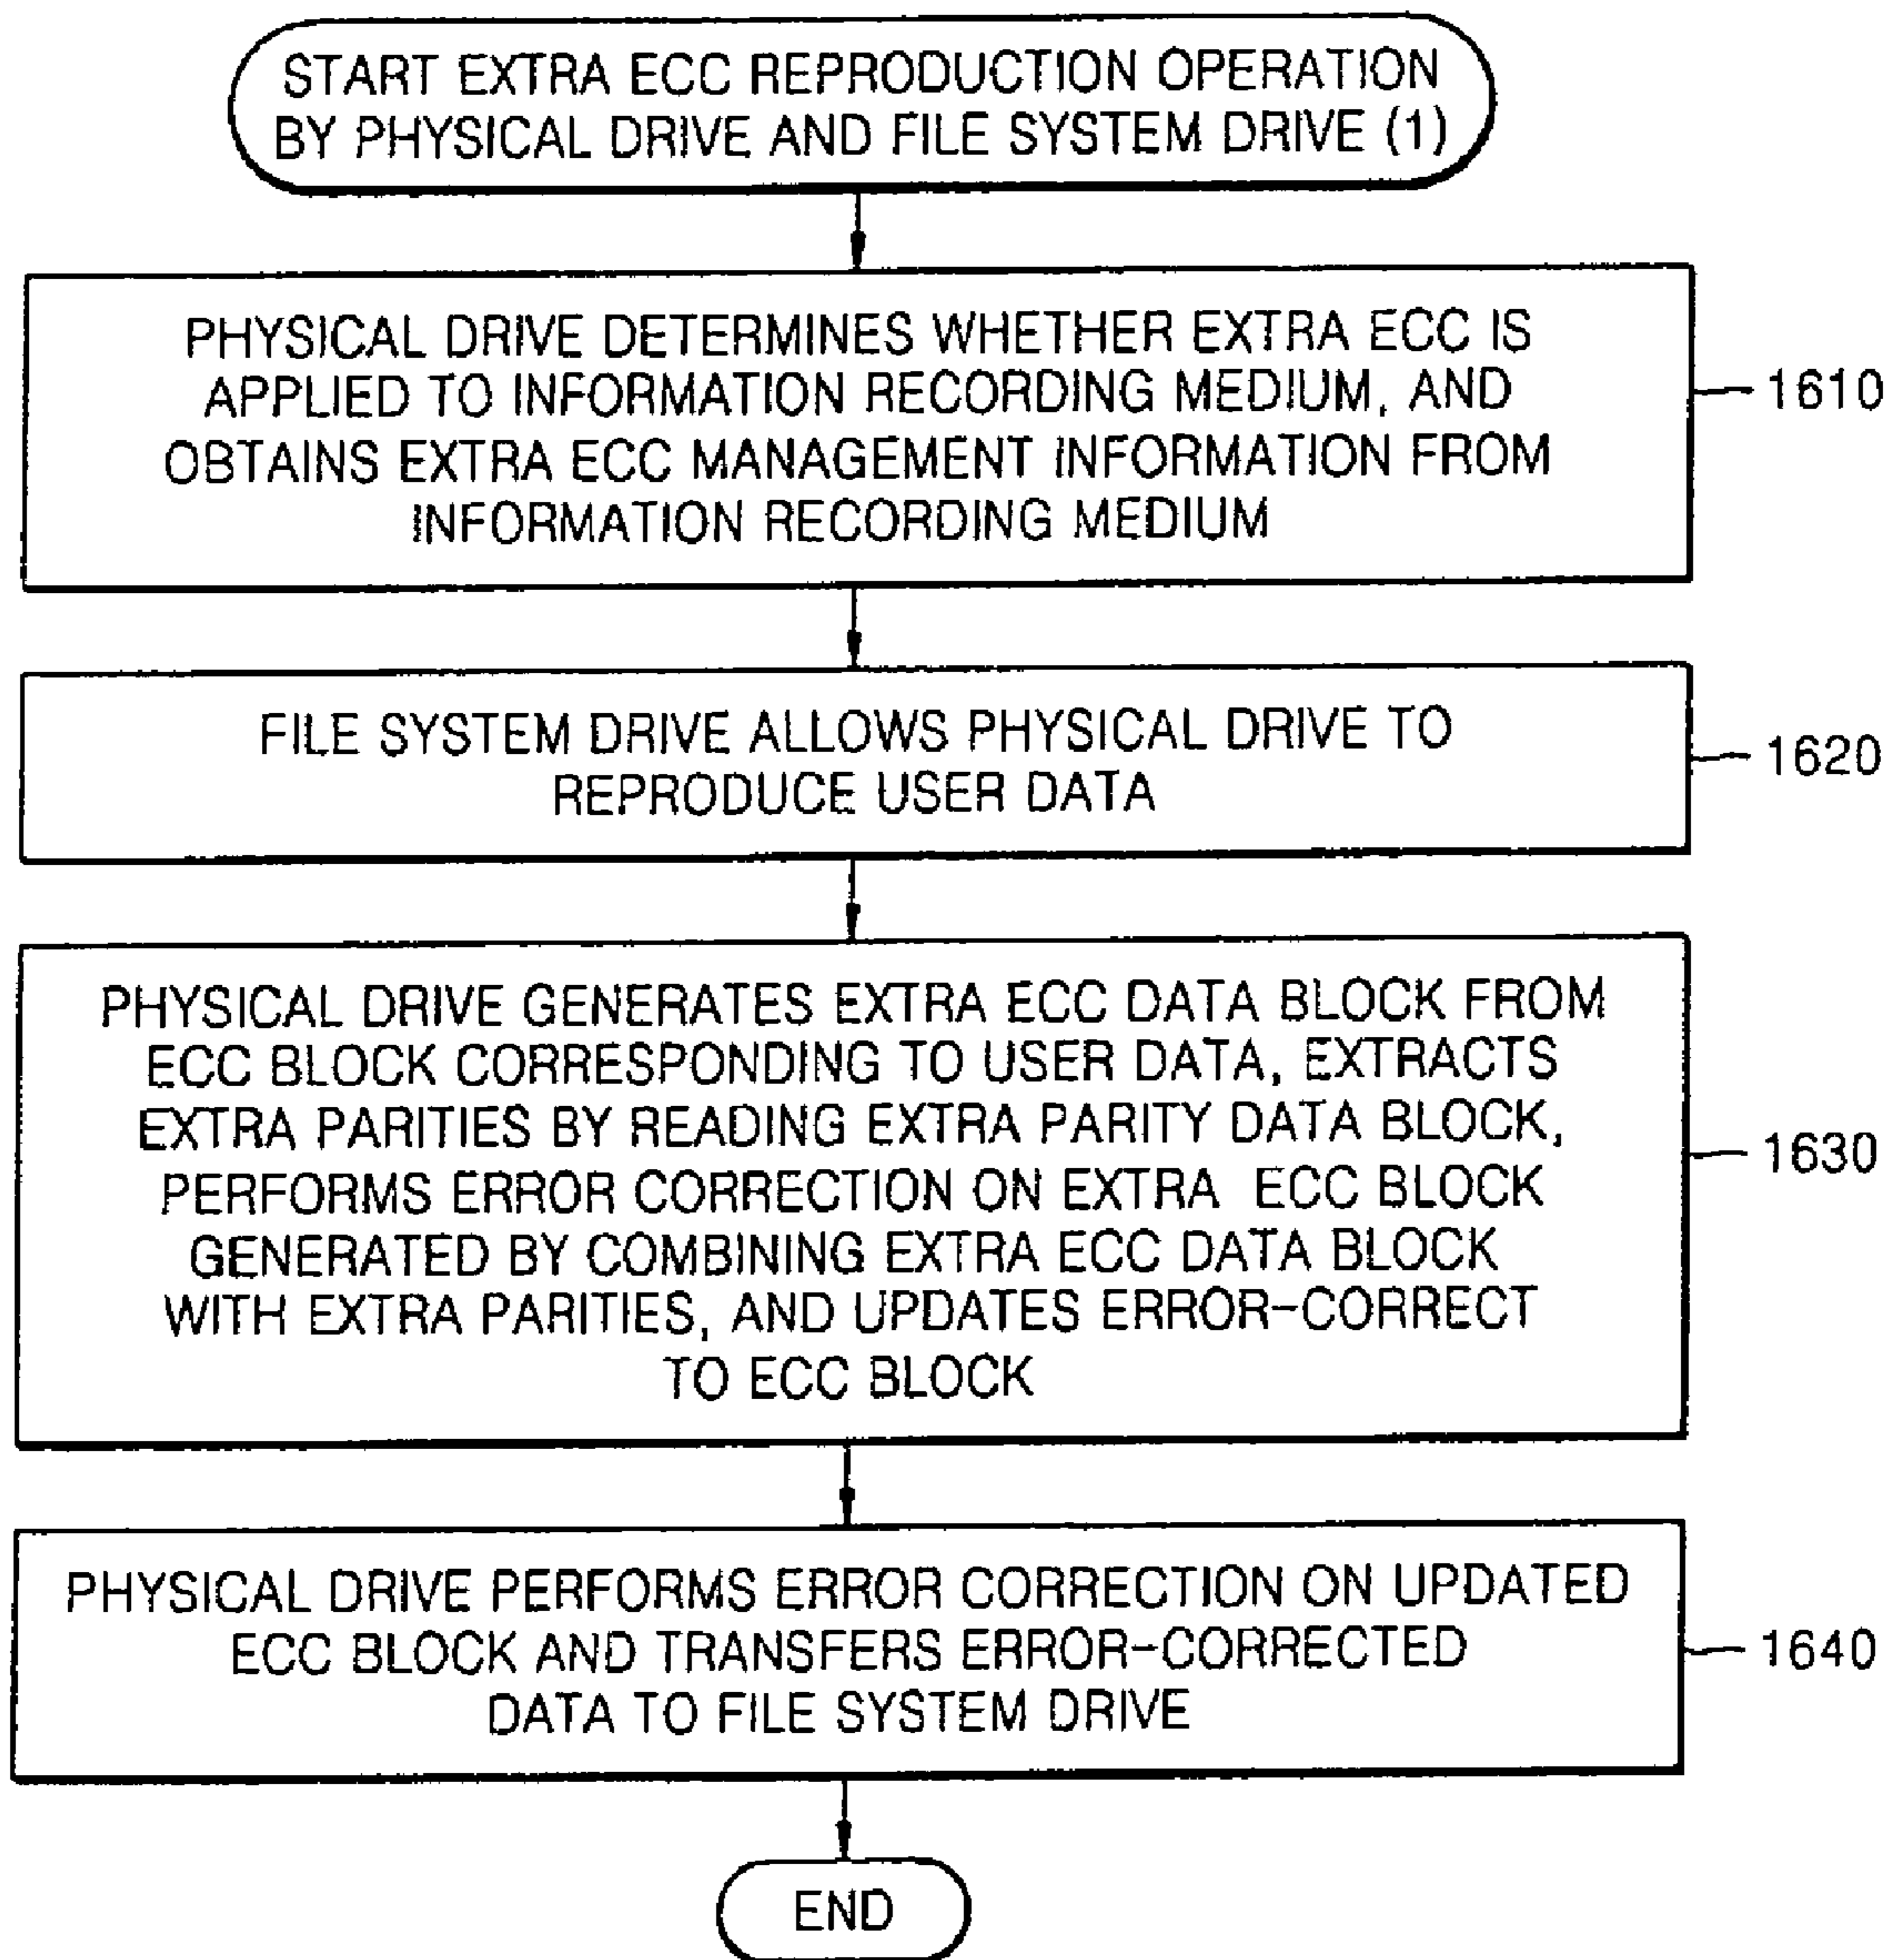 START EXTRA ECC REPRODUCTION OPERATION
BY PHYSICAL DRIVE AND FILE SYSTEM DRIVE (1)
PHYSICAL DRIVE DETERMINES WHETHER EXTRA ECC IS
APPLIED TO INFORMATION RECORDING MEDIUM, AND
OBTAINS EXTRA ECC MANAGEMENT INFORMATION FROM
INFORMATION RECORDING MEDIUM
1610
FILE SYSTEM DRIVE ALLOWS PHYSICAL DRIVE TO
REPRODUCE USER DATA
1620
PHYSICAL DRIVE GENERATES EXTRA ECC DATA BLOCK FROM
ECC BLOCK CORRESPONDING TO USER DATA, EXTRACTS
EXTRA PARITIES BY READING EXTRA PARITY DATA BLOCK,
PERFORMS ERROR CORRECTION ON EXTRA ECC BLOCK
GENERATED BY COMBINING EXTRA ECC DATA BLOCK
WITH EXTRA PARITIES, AND UPDATES ERROR-CORRECT
TO ECC BLOCK
1630
PHYSICAL DRIVE PERFORMS ERROR CORRECTION ON UPDATED
ECC BLOCK AND TRANSFERS ERROR-CORRECTED
DATA TO FILE SYSTEM DRIVE
1640
END